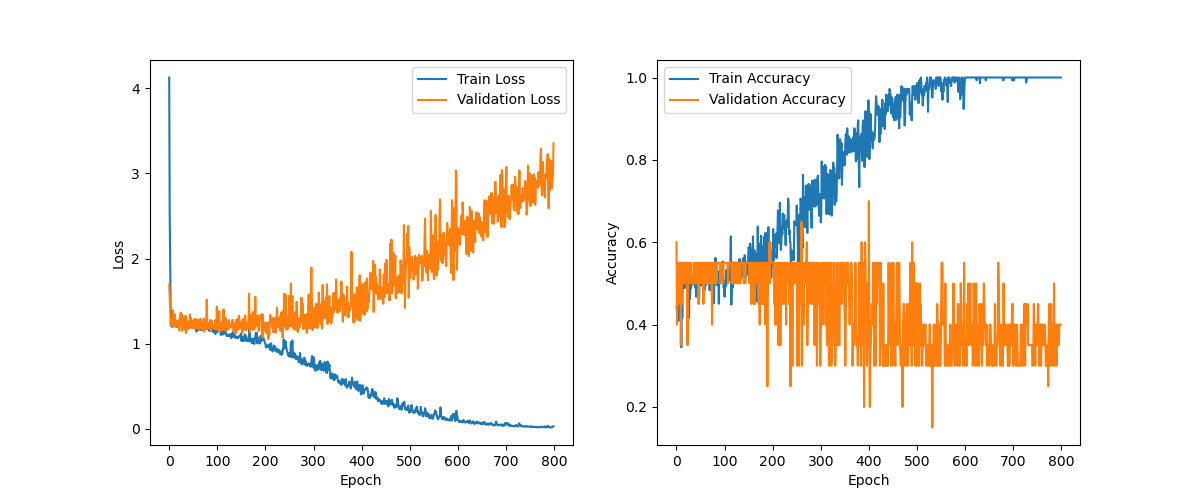 Train Loss
Validation Loss
4
3
2
1
0
Loss
0 100 200 300 400 500 600 700 800
Epoch
Train Accuracy
Validation Accuracy
1.0
0.8
0.6
0.4
0.2
Accuracy
0 100 200 300 400 500 600 700 800
Epoch